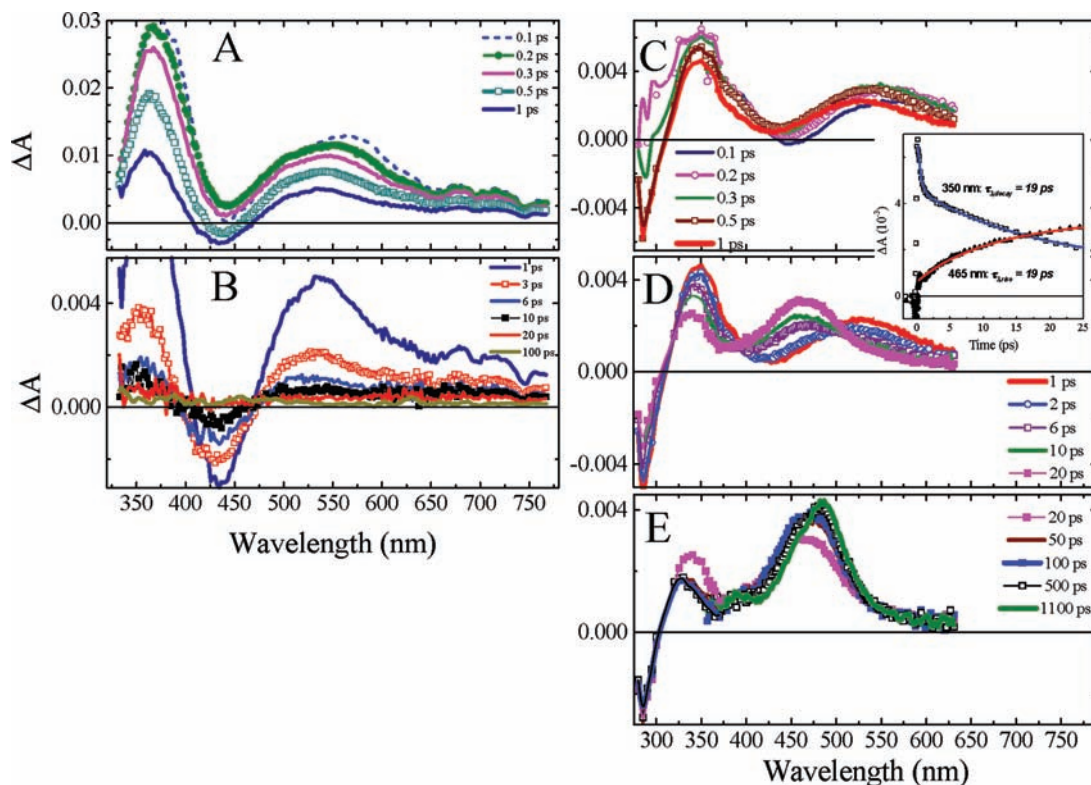 A
0.03
0.02
0.01
0.00
ΔA
0.1 ps
0.2 ps
0.3 ps
0.5 ps
1 ps
B
0.004
0.000
ΔA
1 ps
3 ps
6 ps
10 ps
20 ps
100 ps
350 400 450 500 550 600 650 700 750
Wavelength (nm)
C
0.004
0.000
-0.004
0.1 ps
0.2 ps
0.3 ps
0.5 ps
1 ps
350 nm:
= 19 ps
465 nm:
= 19 ps
ΔA (10⁻³)
4
0
0 5 10 15 20 25
Time (ps)
D
0.004
0.000
-0.004
1 ps
2 ps
6 ps
10 ps
20 ps
E
0.004
0.000
20 ps
50 ps
100 ps
500 ps
1100 ps
300 350 400 450 500 550 600 650 700 750
Wavelength (nm)